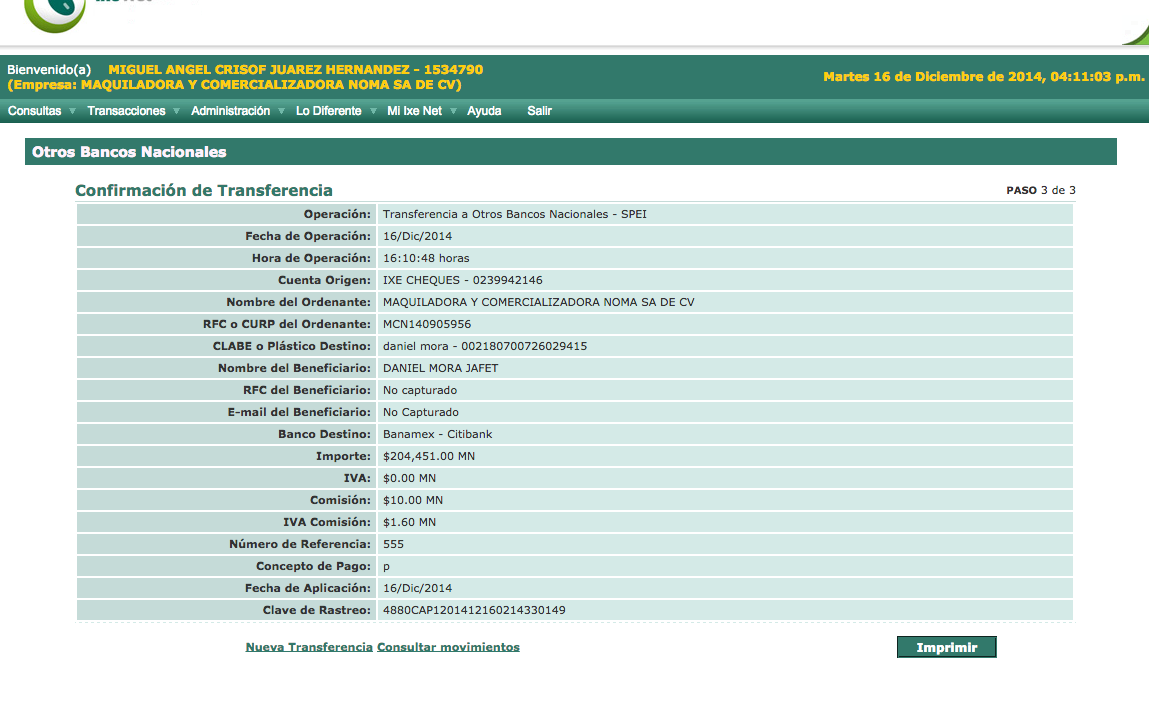 Bienvenido(a) MIGUEL ANGEL CRISOF JUAREZ HERNANDEZ - 1534790
(Empresa: MAQUILADORA Y COMERCIALIZADORA NOMA SA DE CV)
Martes 16 de Diciembre de 2014, 04:11:03 p.m.
Consultas Transacciones Administración Lo Diferente Mi Ixe Net Ayuda Salir
Otros Bancos Nacionales
Confirmación de Transferencia PASO 3 de 3
Operación: Transferencia a Otros Bancos Nacionales - SPEI
Fecha de Operación: 16/Dic/2014
Hora de Operación: 16:10:48 horas
Cuenta Origen: IXE CHEQUES - 0239942146
Nombre del Ordenante: MAQUILADORA Y COMERCIALIZADORA NOMA SA DE CV
RFC o CURP del Ordenante: MCN140905956
CLABE o Plástico Destino: daniel mora - 002180700726029415
Nombre del Beneficiario: DANIEL MORA JAFET
RFC del Beneficiario: No capturado
E-mail del Beneficiario: No Capturado
Banco Destino: Banamex - Citibank
Importe: $204,451.00 MN
IVA: $0.00 MN
Comisión: $10.00 MN
IVA Comisión: $1.60 MN
Número de Referencia: 555
Concepto de Pago: p
Fecha de Aplicación: 16/Dic/2014
Clave de Rastreo: 4880CAP1201412160214330149
Nueva Transferencia Consultar movimientos Imprimir